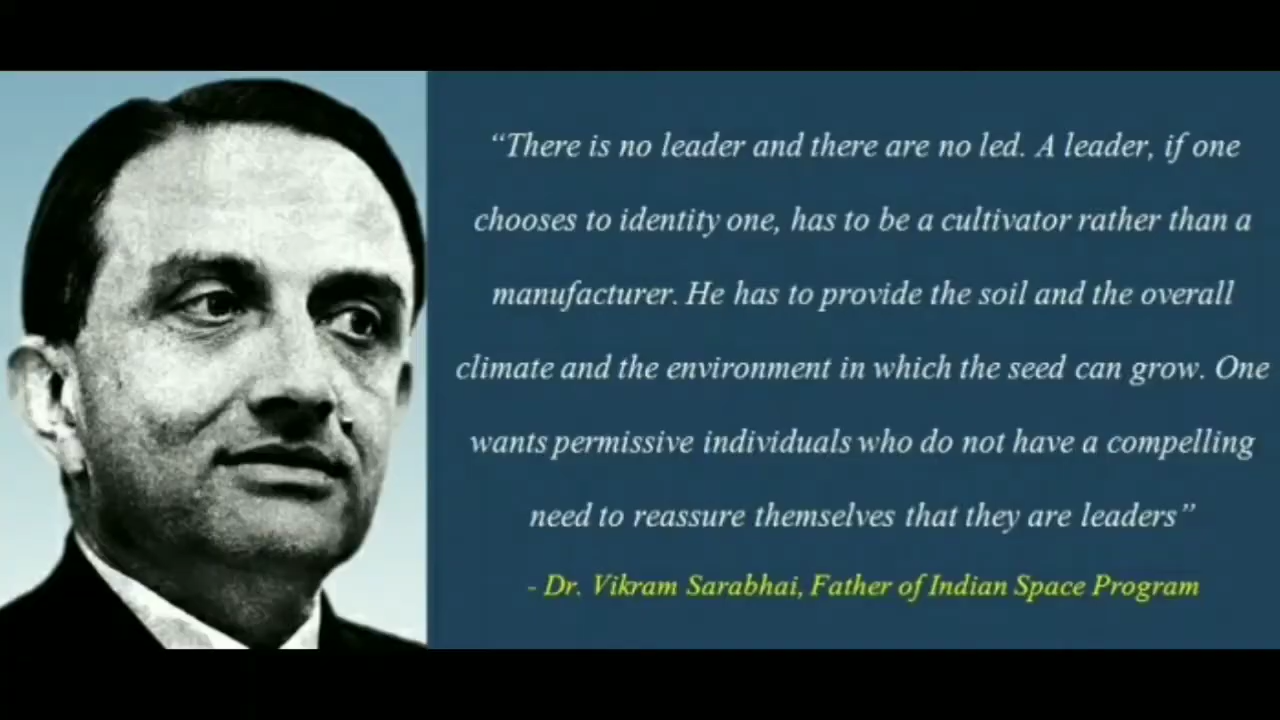 “There is no leader and there are no led. A leader, if one
chooses to identity one, has to be a cultivator rather than a
manufacturer. He has to provide the soil and the overall
climate and the environment in which the seed can grow. One
wants permissive individuals who do not have a compelling
need to reassure themselves that they are leaders”
- Dr. Vikram Sarabhai, Father of Indian Space Program